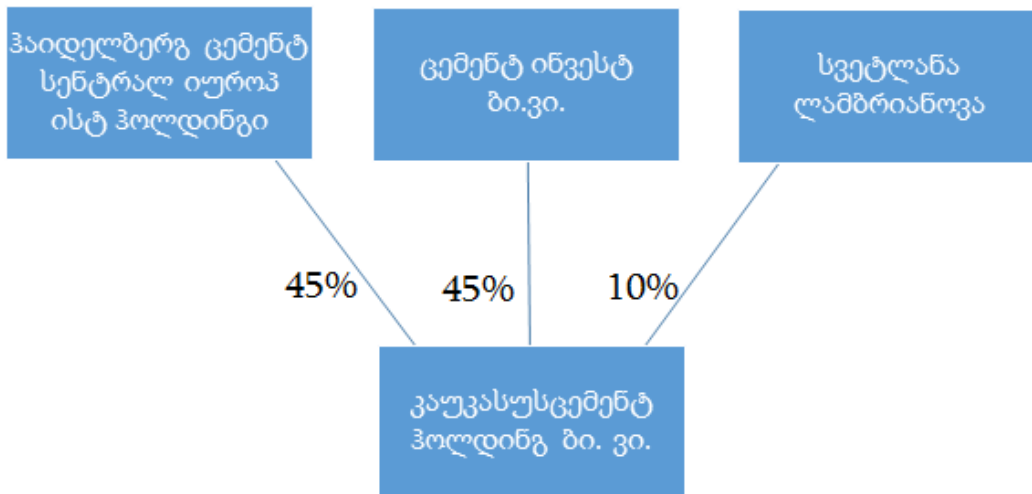 ჰაიდელბერგ ცემენტ
სენტრალ იუროპ
ისტ ჰოლდინგი
ცემენტ ინვესტ
ბი.ვი.
სვეტლანა
ლამბრიანოვა
45%
45%
10%
კაუკასუსცემენტ
ჰოლდინგ ბი. ვი.